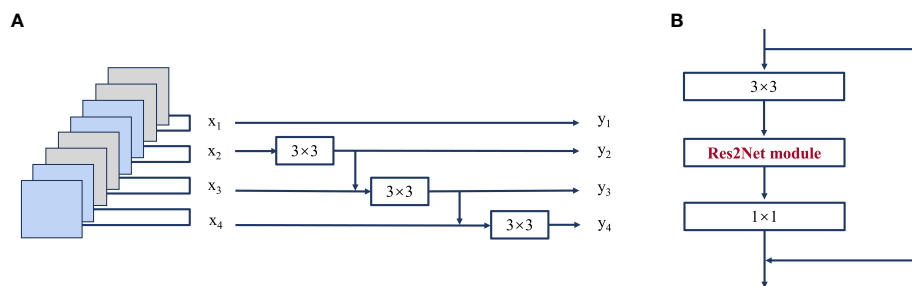 A
B
x₁
y₁
x₂
3×3
y₂
x₃
3×3
y₃
x₄
3×3
y₄
3×3
Res2Net module
1×1